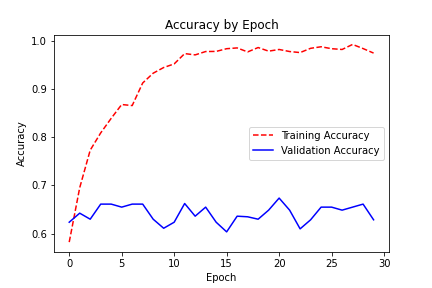 Accuracy by Epoch
1.0
0.9
0.8
0.7
0.6
Accuracy
Training Accuracy
Validation Accuracy
0 5 10 15 20 25 30
Epoch